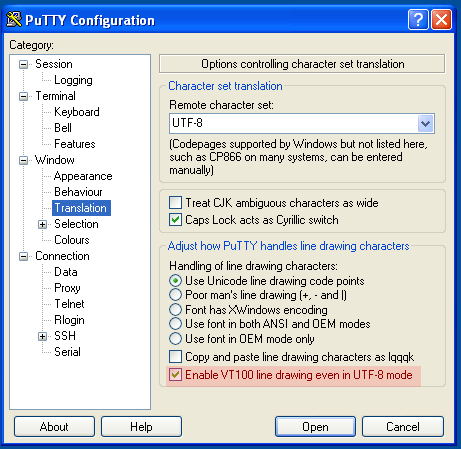 PuTTY Configuration
Category:
Session
Logging
Terminal
Keyboard
Bell
Features
Window
Appearance
Behaviour
Translation
Selection
Colours
Connection
Data
Proxy
Telnet
Rlogin
SSH
Serial
Options controlling character set translation
Character set translation
Remote character set:
UTF-8
(Codepages supported by Windows but not listed here,
such as CP866 on many systems, can be entered
manually)
Treat CJK ambiguous characters as wide
Caps Lock acts as Cyrillic switch
Adjust how PuTTY handles line drawing characters
Handling of line drawing characters:
Use Unicode line drawing code points
Poor man's line drawing (+, - and |)
Font has XWindows encoding
Use font in both ANSI and OEM modes
Use font in OEM mode only
Copy and paste line drawing characters as lqqqk
Enable VT100 line drawing even in UTF-8 mode
About
Help
Open
Cancel